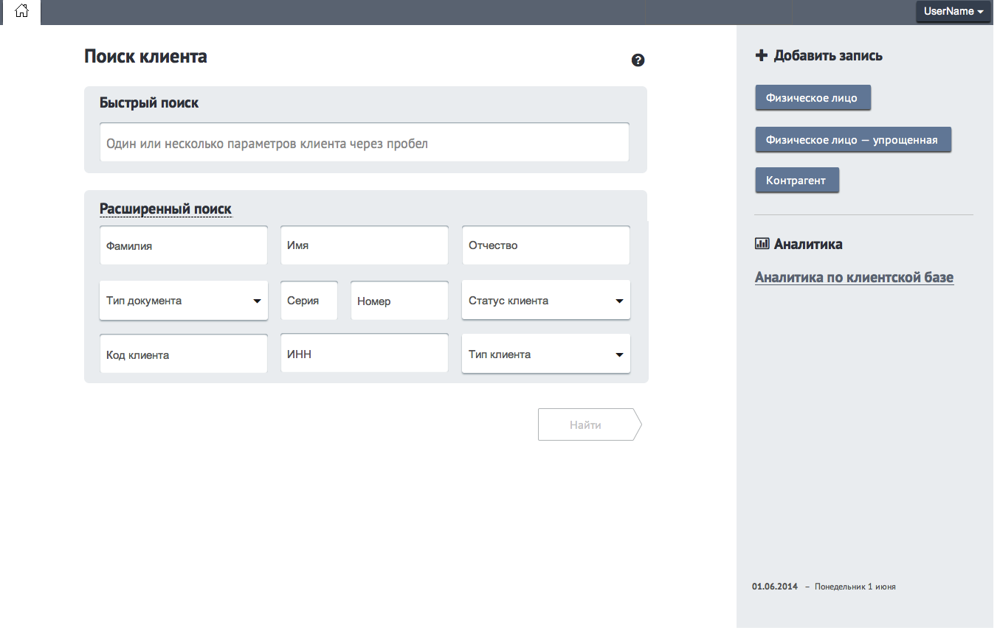 UserName
Поиск клиента
Быстрый поиск
Один или несколько параметров клиента через пробел
Расширенный поиск
Фамилия
Имя
Отчество
Тип документа
Серия
Номер
Статус клиента
Код клиента
ИНН
Тип клиента
Найти
Добавить запись
Физическое лицо
Физическое лицо — упрощенная
Контрагент
Аналитика
Аналитика по клиентской базе
01.06.2014 – Понедельник 1 июня